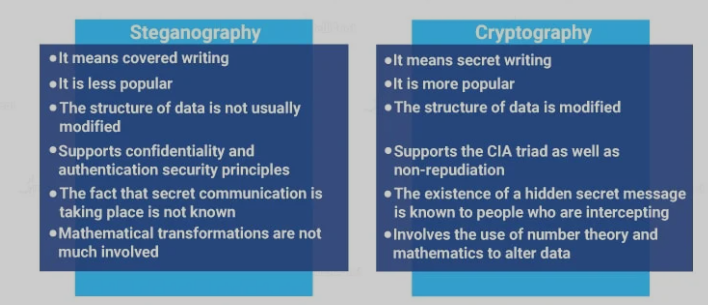 Steganography
• It means covered writing
• It is less popular
• The structure of data is not usually
modified
• Supports confidentiality and
authentication security principles
• The fact that secret communication is
taking place is not known
• Mathematical transformations are not
much involved
Cryptography
• It means secret writing
• It is more popular
• The structure of data is modified
• Supports the CIA triad as well as
non-repudiation
• The existence of a hidden secret message
is known to people who are intercepting
• Involves the use of number theory and
mathematics to alter data